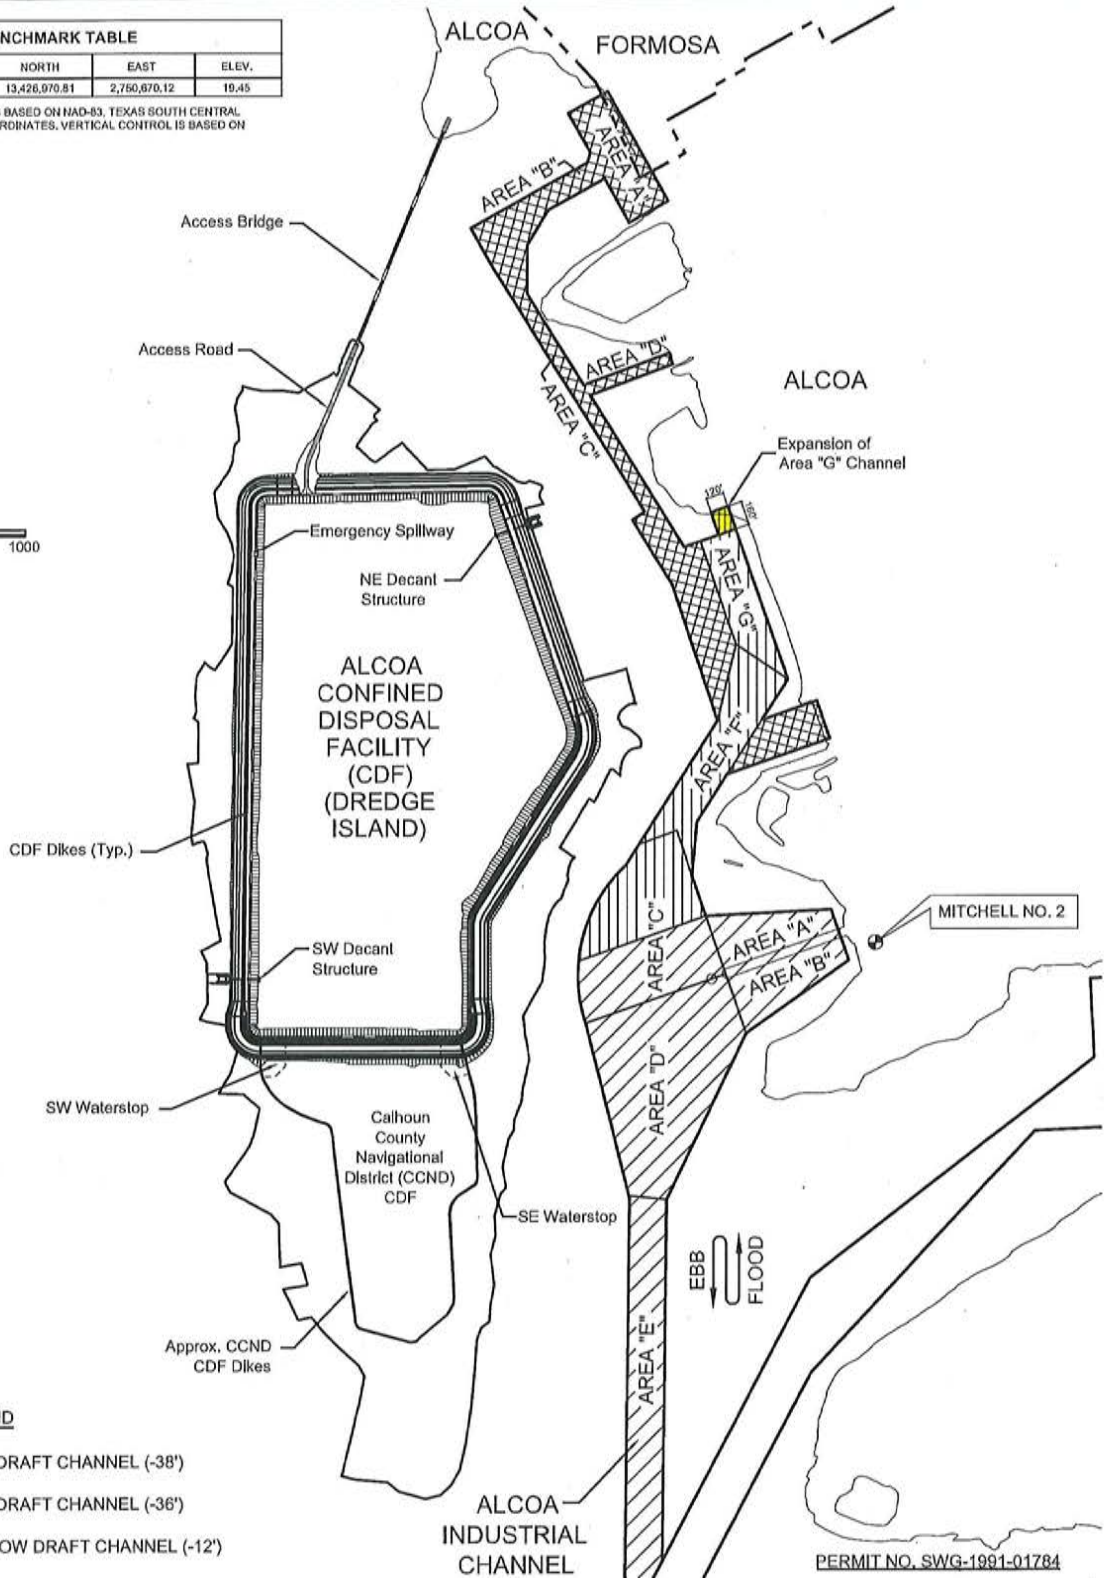 NCHMARK TABLE
NORTH EAST ELEV.
13,426,970.81 2,750,670.12 19.45
BASED ON NAD-83, TEXAS SOUTH CENTRAL
RDINATES. VERTICAL CONTROL IS BASED ON
ALCOA
FORMOSA
AREA "A"
AREA "B"
Access Bridge
Access Road
AREA "D"
AREA "C"
ALCOA
Expansion of
Area "G" Channel
120'
160'
1000
Emergency Spillway
NE Decant
Structure
AREA "G"
ALCOA
CONFINED
DISPOSAL
FACILITY
(CDF)
(DREDGE
ISLAND)
AREA "F"
CDF Dikes (Typ.)
MITCHELL NO. 2
AREA "C"
AREA "A"
AREA "B"
SW Decant
Structure
AREA "D"
SW Waterstop
Calhoun
County
Navigational
District (CCND)
CDF
SE Waterstop
EBB
FLOOD
AREA "E"
Approx. CCND
CDF Dikes
D
DRAFT CHANNEL (-38')
DRAFT CHANNEL (-36')
OW DRAFT CHANNEL (-12')
ALCOA
INDUSTRIAL
CHANNEL
PERMIT NO. SWG-1991-01784